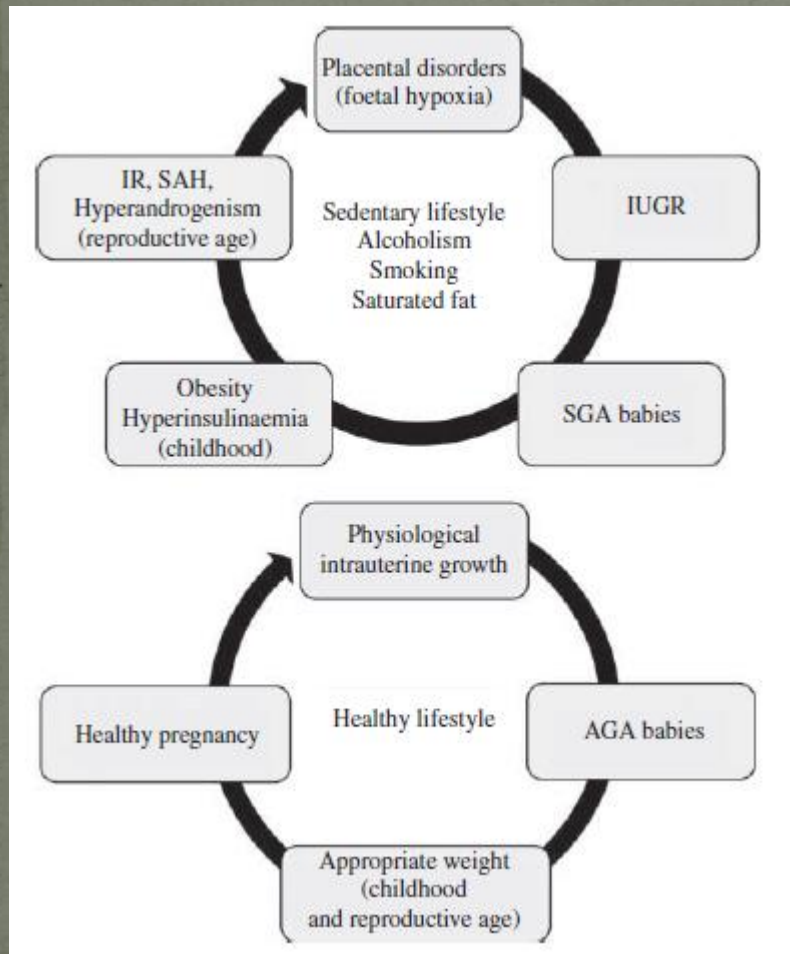 Placental disorders
(foetal hypoxia)
IR, SAH,
Hyperandrogenism
(reproductive age)
Sedentary lifestyle
Alcoholism
Smoking
Saturated fat
IUGR
Obesity
Hyperinsulinaemia
(childhood)
SGA babies
Physiological
intrauterine growth
Healthy pregnancy
Healthy lifestyle
AGA babies
Appropriate weight
(childhood
and reproductive age)